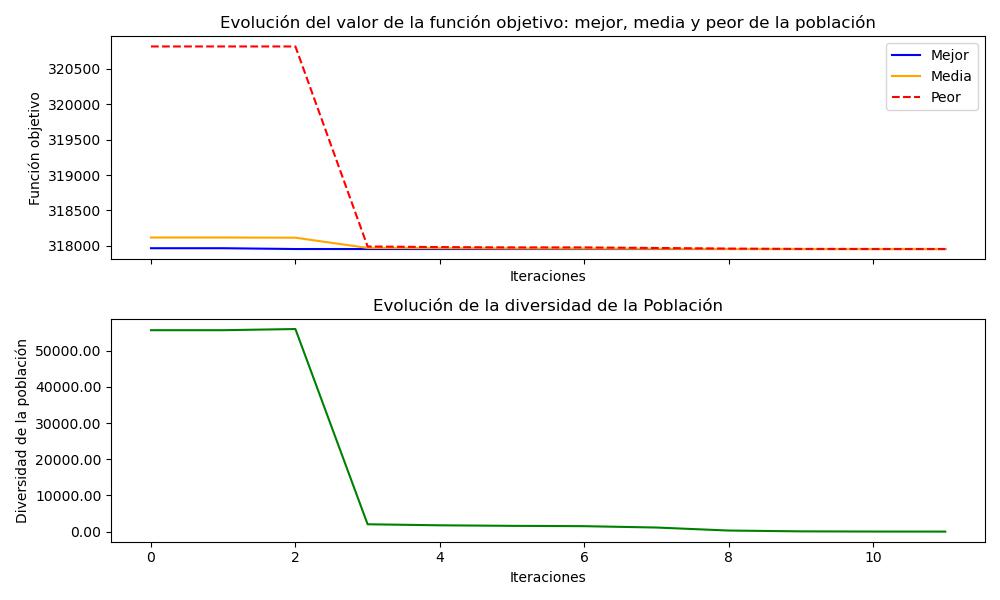 Evolución del valor de la función objetivo: mejor, media y peor de la población
Función objetivo
320500
320000
319500
319000
318500
318000
Mejor
Media
Peor
Iteraciones
Evolución de la diversidad de la Población
Diversidad de la población
50000.00
40000.00
30000.00
20000.00
10000.00
0.00
0 2 4 6 8 10
Iteraciones